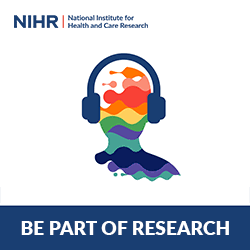 NIHR | National Institute for
Health and Care Research
BE PART OF RESEARCH